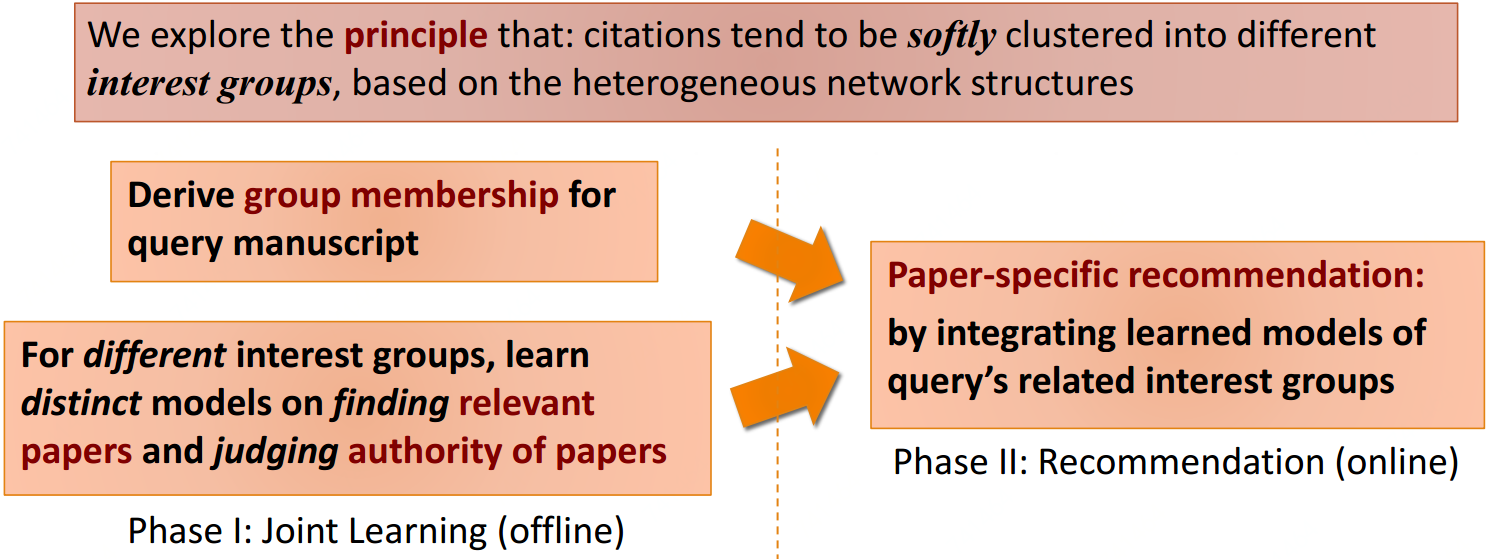 We explore the principle that: citations tend to be softly clustered into different
interest groups, based on the heterogeneous network structures
Derive group membership for
query manuscript
For different interest groups, learn
distinct models on finding relevant
papers and judging authority of papers
Phase I: Joint Learning (offline)
Paper-specific recommendation:
by integrating learned models of
query’s related interest groups
Phase II: Recommendation (online)